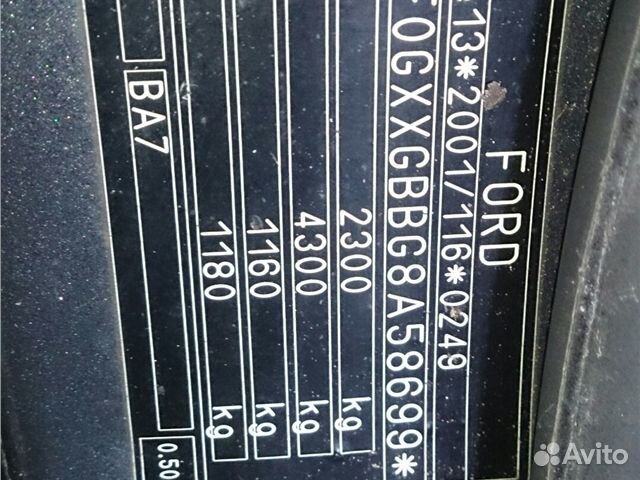 FORD
13*2001/116*0249
0GXXGBBG8A58699*
2300 kg
4300 kg
1160 kg
1180 kg
BA7
0.50
Avito